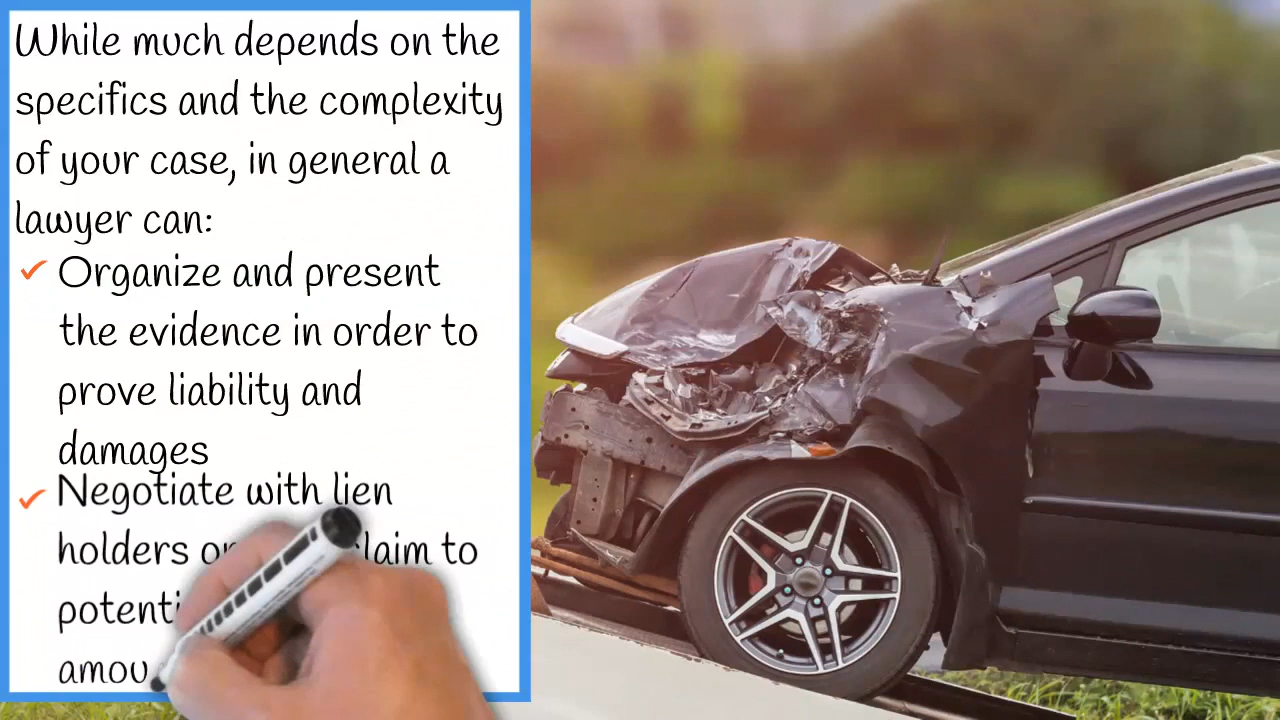 While much depends on the
specifics and the complexity
of your case, in general a
lawyer can:
Organize and present
the evidence in order to
prove liability and
damages
Negotiate with lien
holders to